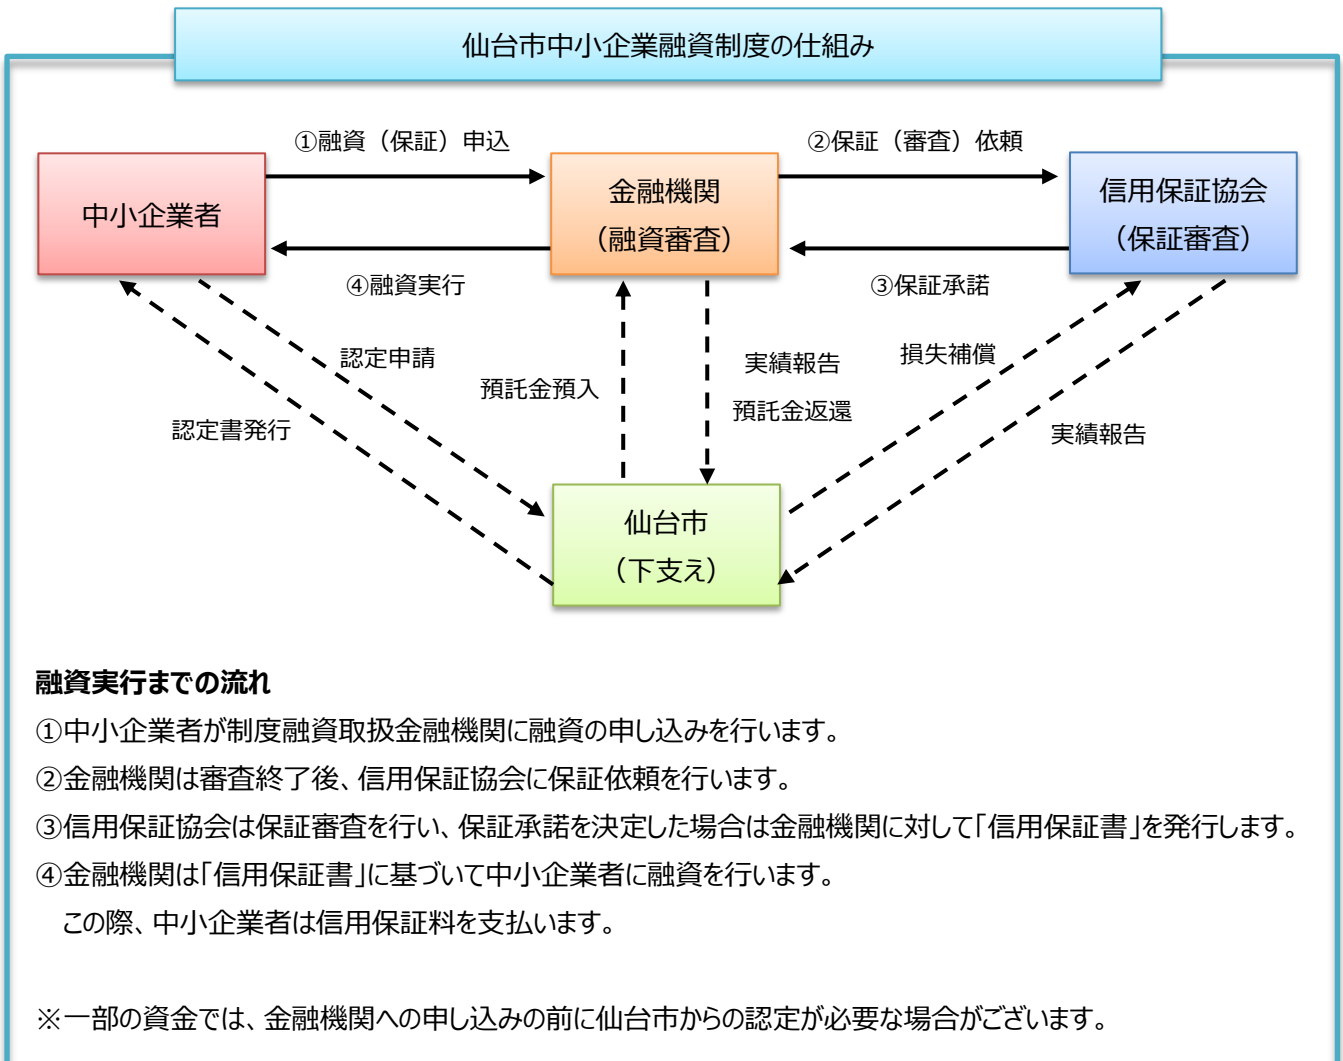 仙台市中小企業融資制度の仕組み
①融資（保証）申込
②保証（審査）依頼
中小企業者
金融機関
（融資審査）
信用保証協会
（保証審査）
④融資実行
③保証承諾
認定申請
認定書発行
預託金預入
実績報告
預託金返還
損失補償
実績報告
仙台市
（下支え）
融資実行までの流れ
①中小企業者が制度融資取扱金融機関に融資の申し込みを行います。
②金融機関は審査終了後、信用保証協会に保証依頼を行います。
③信用保証協会は保証審査を行い、保証承諾を決定した場合は金融機関に対して「信用保証書」を発行します。
④金融機関は「信用保証書」に基づいて中小企業者に融資を行います。
この際、中小企業者は信用保証料を支払います。
※一部の資金では、金融機関への申し込みの前に仙台市からの認定が必要な場合がございます。